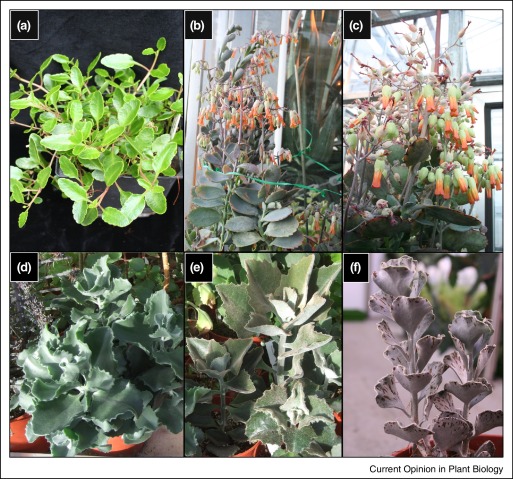 (a)
(b)
(c)
(d)
(e)
(f)
Current Opinion in Plant Biology